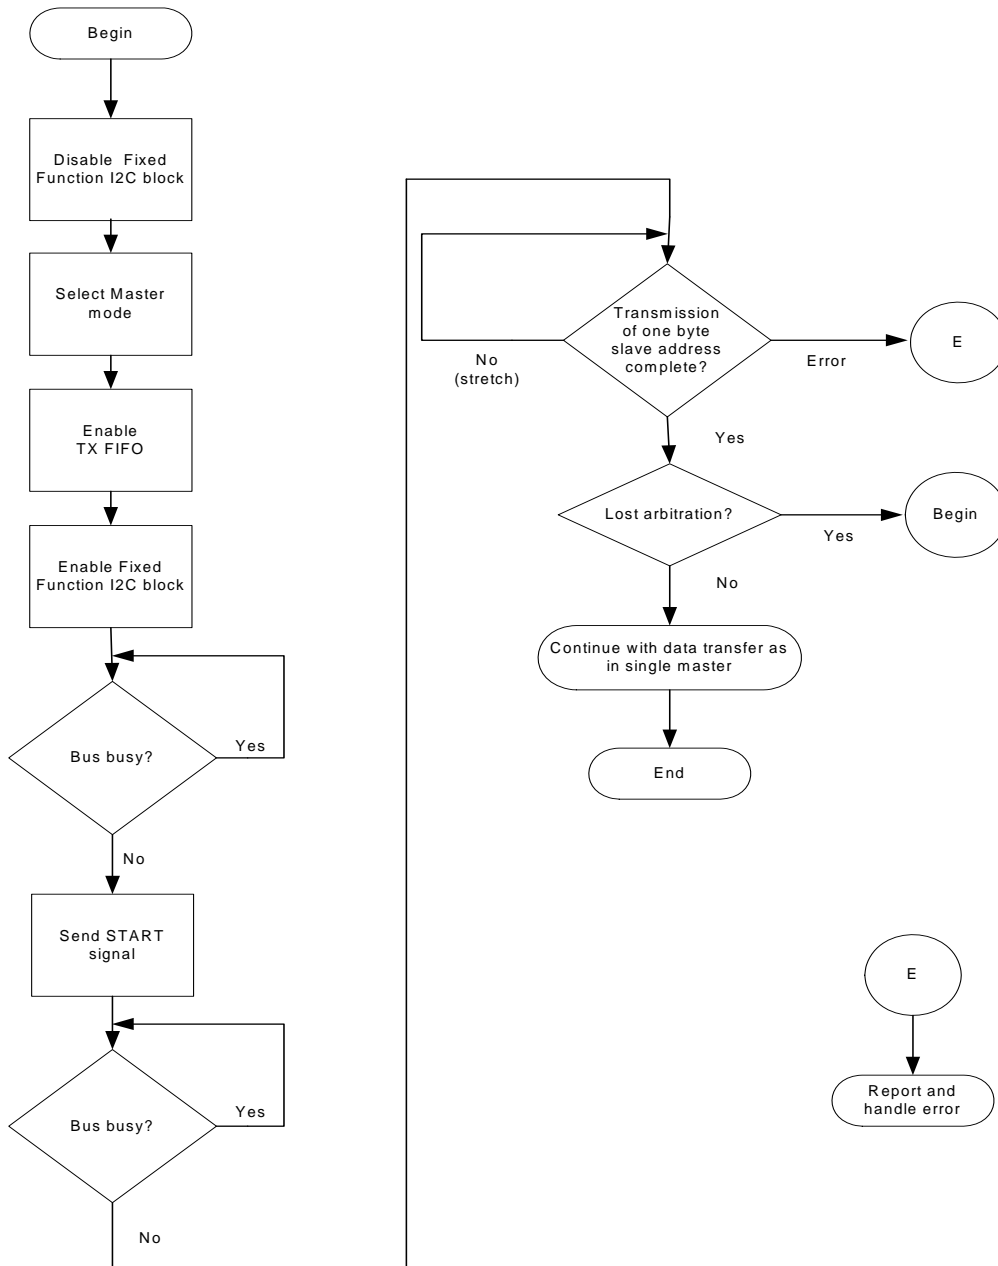 Begin
Disable Fixed
Function I2C block
Select Master
mode
Enable
TX FIFO
Enable Fixed
Function I2C block
Bus busy?
Yes
No
Send START
signal
Bus busy?
Yes
No
Transmission
of one byte
slave address
complete?
No
(stretch)
Error
E
Yes
Lost arbitration?
Yes
Begin
No
Continue with data transfer as
in single master
End
E
Report and
handle error